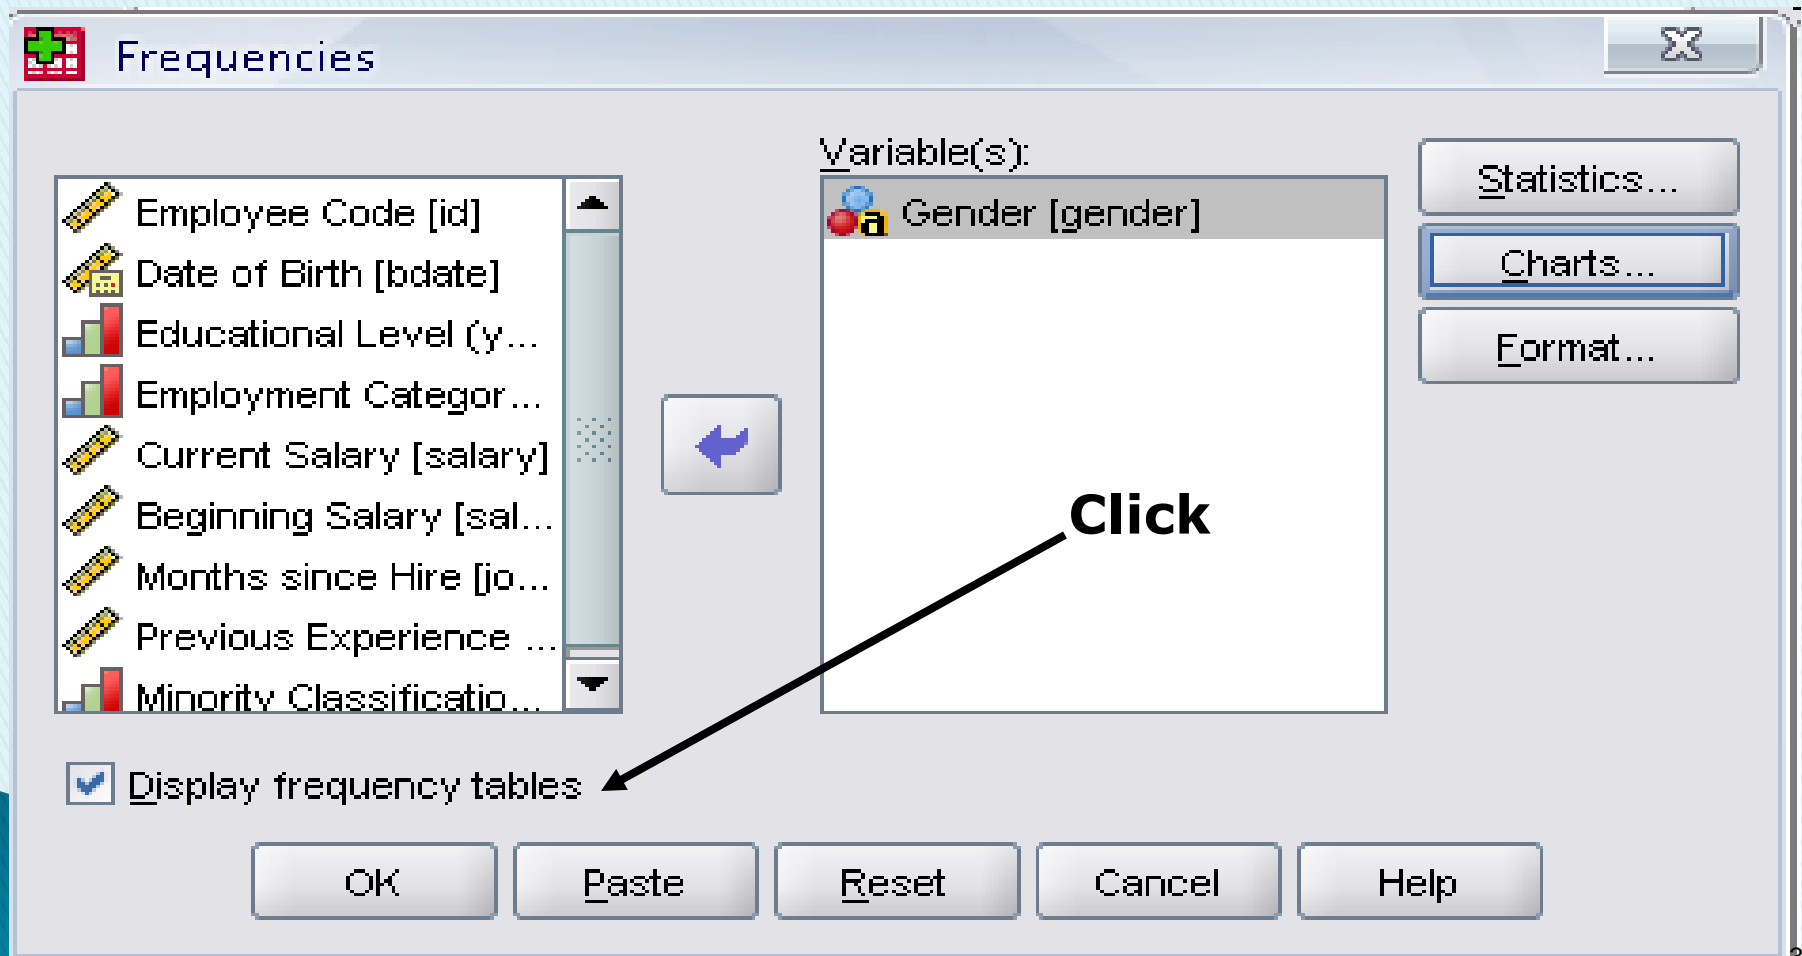 Frequencies
Variable(s):
Employee Code [id]
Date of Birth [bdate]
Educational Level (y...
Employment Categor...
Current Salary [salary]
Beginning Salary [sal...
Months since Hire [jo...
Previous Experience ...
Minority Classificatio...
Gender [gender]
Statistics...
Charts...
Format...
Click
Display frequency tables
OK
Paste
Reset
Cancel
Help